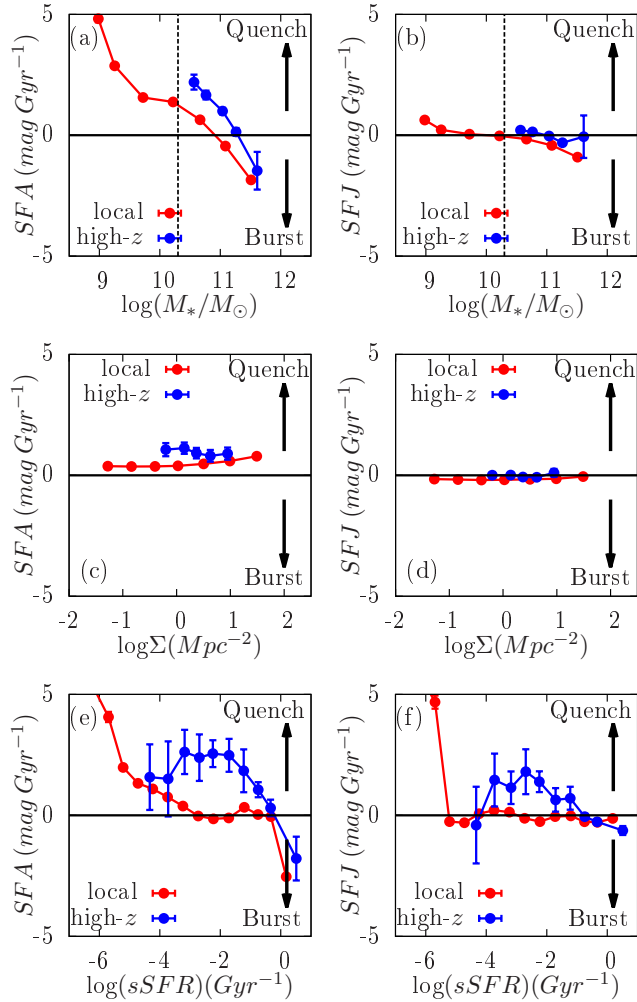 (a) Quench
5
0
-5
SFA (mag Gyr⁻¹)
local
high-z
Burst
9 10 11 12
log(M*/M⊙)
(b) Quench
5
0
-5
SFJ (mag Gyr⁻¹)
local
high-z
Burst
9 10 11 12
log(M*/M⊙)
local
high-z
Quench
5
0
-5
SFA (mag Gyr⁻¹)
(c) Burst
-2 -1 0 1 2
logΣ(Mpc⁻²)
local
high-z
Quench
5
0
-5
SFJ (mag Gyr⁻¹)
(d) Burst
-2 -1 0 1 2
logΣ(Mpc⁻²)
(e) Quench
5
0
-5
SFA (mag Gyr⁻¹)
local
high-z
Burst
-6 -4 -2 0
log(sSFR)(Gyr⁻¹)
(f) Quench
5
0
-5
SFJ (mag Gyr⁻¹)
local
high-z
Burst
-6 -4 -2 0
log(sSFR)(Gyr⁻¹)